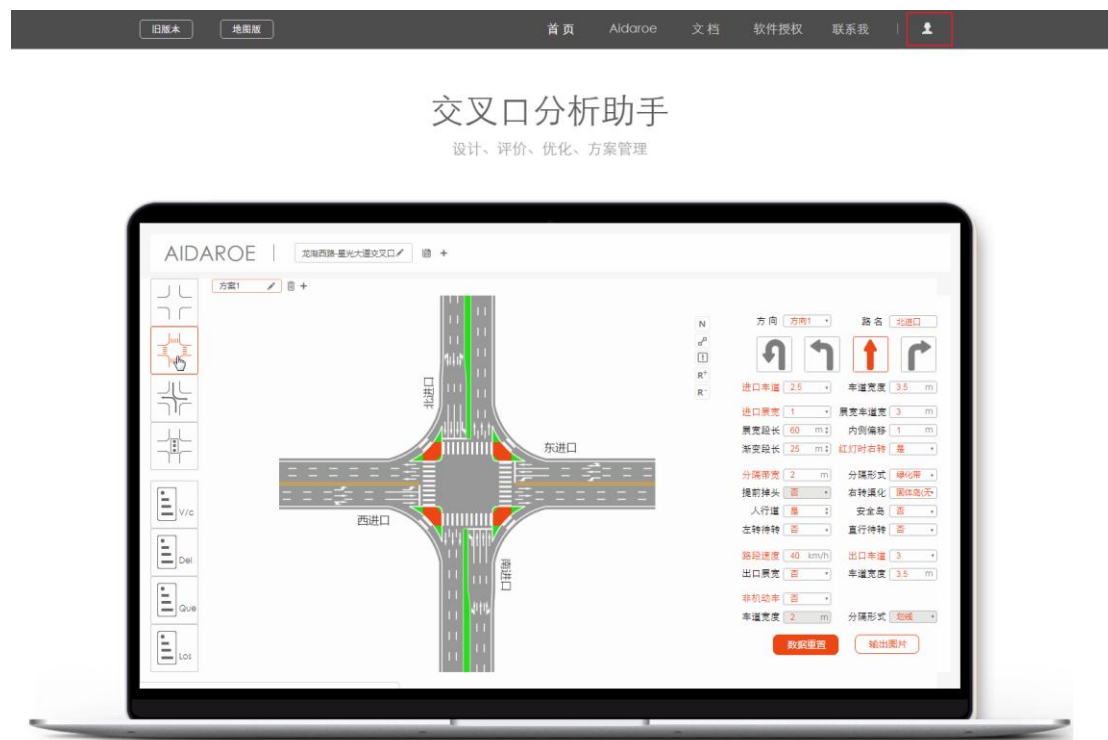 旧版本 地图版 首页 Aidaroe 文档 软件授权 联系我
交叉口分析助手
设计、评价、优化、方案管理
AIDAROE 龙海西路-星光大道交叉口
方案1
N
R+
R-
方向 方向1 路名 北进口
进口车道 2.5 车道宽度 3.5 m
进口展宽 1 展宽车道宽 3 m
展宽段长 60 m 内侧偏移 1 m
渐变段长 25 m 红灯时右转 是
分隔带宽 2 m 分隔形式 绿化带
提前掉头 否 右转渠化 固体岛(无
人行道 是 安全岛 否
左转待转 否 直行待转 否
路段速度 40 km/h 出口车道 3
出口展宽 否 车道宽度 3.5 m
非机动车 否
车道宽度 2 m 分隔形式 划线
数据重置 输出图片
北进口
东进口
西进口
南进口
V/c
Del
Que
Los